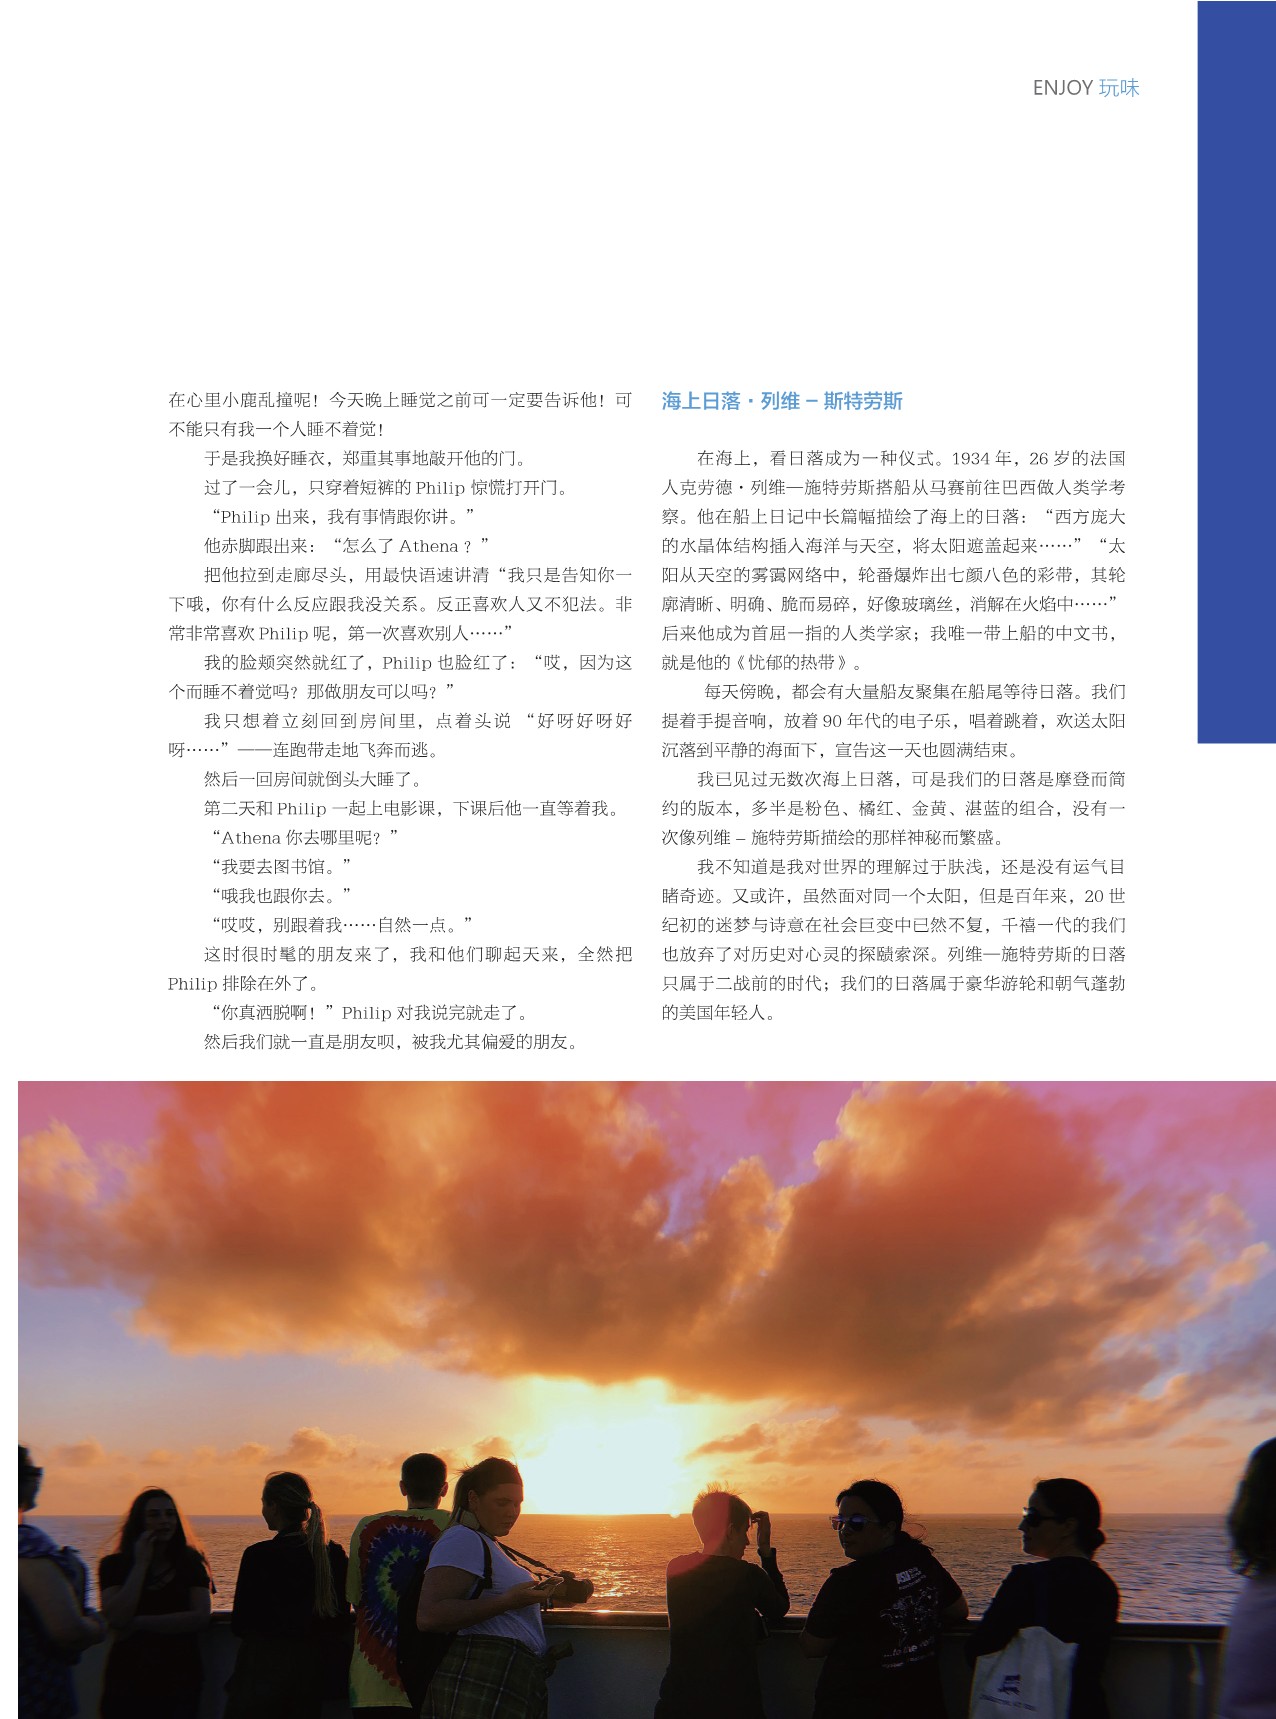 ENJOY 玩味
在心里小鹿乱撞呢！今天晚上睡觉之前可一定要告诉他！可
不能只有我一个人睡不着觉！
于是我换好睡衣，郑重其事地敲开他的门。
过了一会儿，只穿着短裤的 Philip 惊慌打开门。
“Philip 出来，我有事情跟你讲。”
他赤脚跟出来：“怎么了 Athena ？”
把他拉到走廊尽头，用最快语速讲清“我只是告知你一
下哦，你有什么反应跟我没关系。反正喜欢人又不犯法。非
常非常喜欢 Philip 呢，第一次喜欢别人……”
我的脸颊突然就红了，Philip 也脸红了：“哎，因为这
个而睡不着觉吗？那做朋友可以吗？”
我只想着立刻回到房间里，点着头说 “好呀好呀好
呀……”——连跑带走地飞奔而逃。
然后一回房间就倒头大睡了。
第二天和 Philip 一起上电影课，下课后他一直等着我。
“Athena 你去哪里呢？”
“我要去图书馆。”
“哦我也跟你去。”
“哎哎，别跟着我……自然一点。”
这时很时髦的朋友来了，我和他们聊起天来，全然把
Philip 排除在外了。
“你真洒脱啊！”Philip 对我说完就走了。
然后我们就一直是朋友呗，被我尤其偏爱的朋友。
海上日落·列维 – 斯特劳斯
在海上，看日落成为一种仪式。1934 年，26 岁的法国
人克劳德·列维—施特劳斯搭船从马赛前往巴西做人类学考
察。他在船上日记中长篇幅描绘了海上的日落：“西方庞大
的水晶体结构插入海洋与天空，将太阳遮盖起来……”“太
阳从天空的雾霭网络中，轮番爆炸出七颜八色的彩带，其轮
廓清晰、明确、脆而易碎，好像玻璃丝，消解在火焰中……”
后来他成为首屈一指的人类学家；我唯一带上船的中文书，
就是他的《忧郁的热带》。
每天傍晚，都会有大量船友聚集在船尾等待日落。我们
提着手提音响，放着 90 年代的电子乐，唱着跳着，欢送太阳
沉落到平静的海面下，宣告这一天也圆满结束。
我已见过无数次海上日落，可是我们的日落是摩登而简
约的版本，多半是粉色、橘红、金黄、湛蓝的组合，没有一
次像列维 – 施特劳斯描绘的那样神秘而繁盛。
我不知道是我对世界的理解过于肤浅，还是没有运气目
睹奇迹。又或许，虽然面对同一个太阳，但是百年来，20 世
纪初的迷梦与诗意在社会巨变中已然不复，千禧一代的我们
也放弃了对历史对心灵的探赜索深。列维—施特劳斯的日落
只属于二战前的时代；我们的日落属于豪华游轮和朝气蓬勃
的美国年轻人。